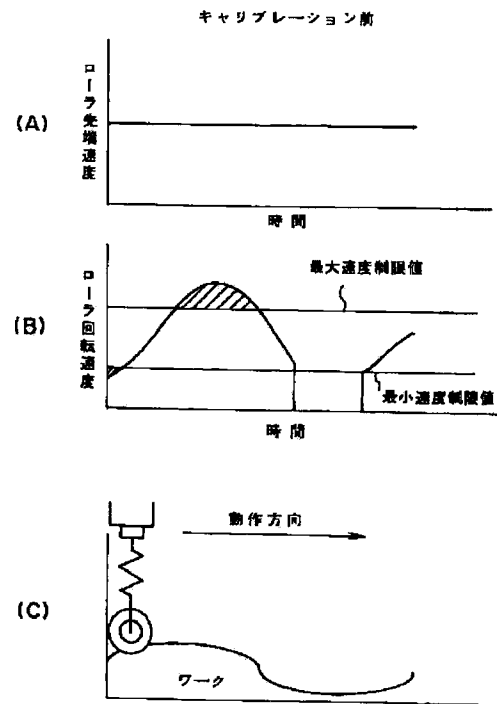 キャリブレーション前
(A)
ローラ先端速度
時間
(B)
ローラ回転速度
最大速度制限値
最小速度制限値
時間
(C)
動作方向
ワーク